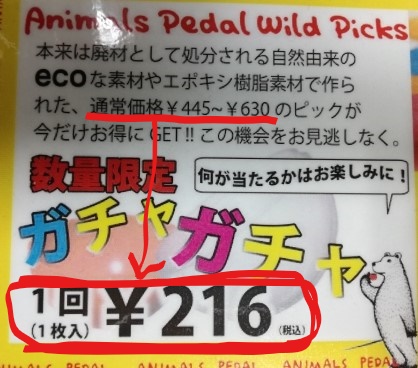 Animals Pedal Wild Picks
本来は廃材として処分される自然由来の
ecoな素材やエポキシ樹脂素材で作ら
れた、通常価格￥445~￥630のピックが
今だけお得にGET!!この機会をお見逃しなく。
数量限定
何が当たるかはお楽しみに！
ガチャガチャ
1回
(1枚入)
￥216
(税込)
ANIMALS PEDAL ANIMALS PEDAL ANIMALS PEDAL